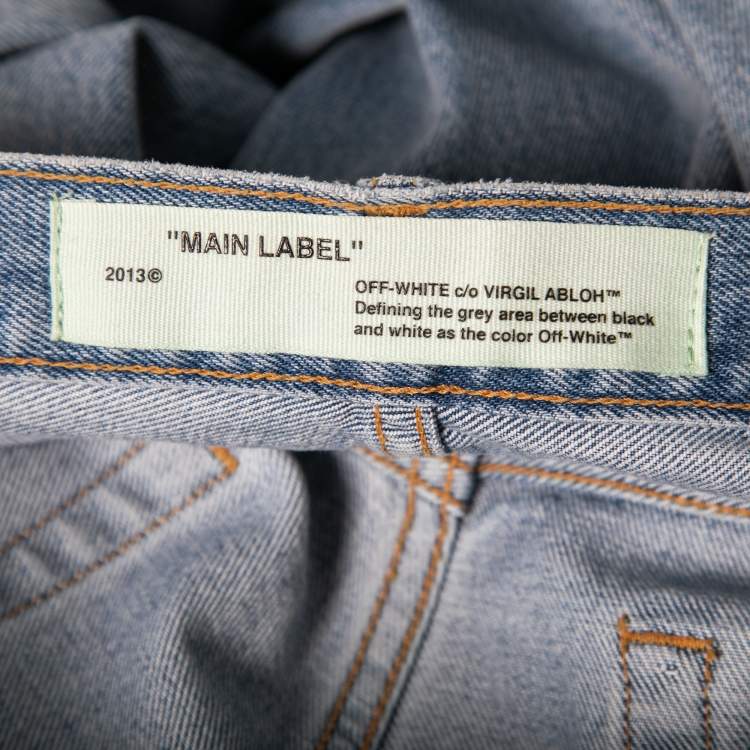 "MAIN LABEL"
2013©
OFF-WHITE c/o VIRGIL ABLOH™
Defining the grey area between black
and white as the color Off-White™